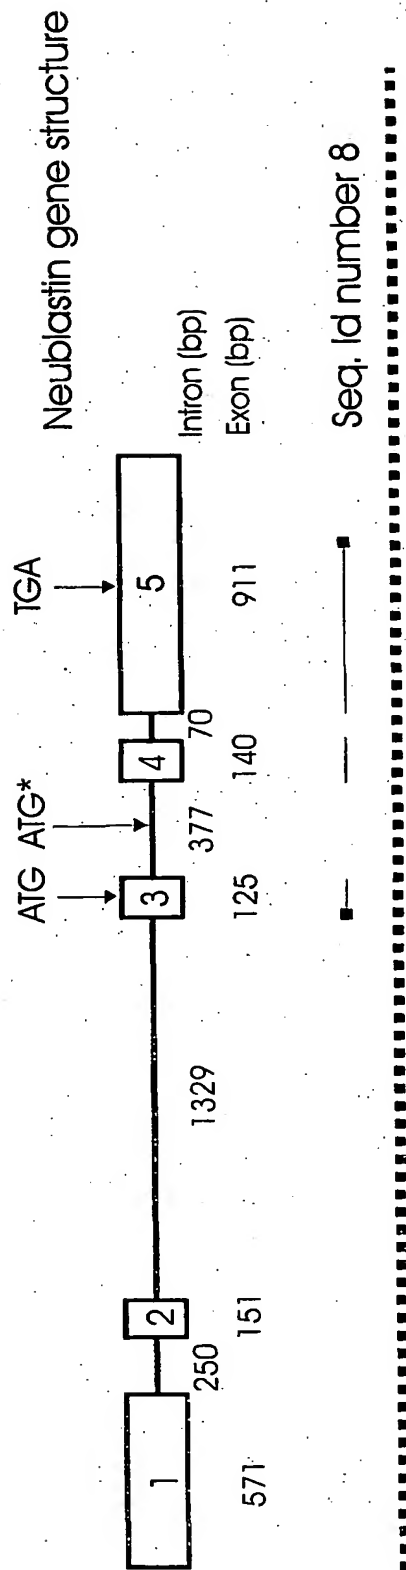 Neublastin gene structure
ATG ATG* TGA
1 2 3 4 5
250 1329 377 70 Intron (bp)
571 151 125 140 911 Exon (bp)
Seq. Id number 8